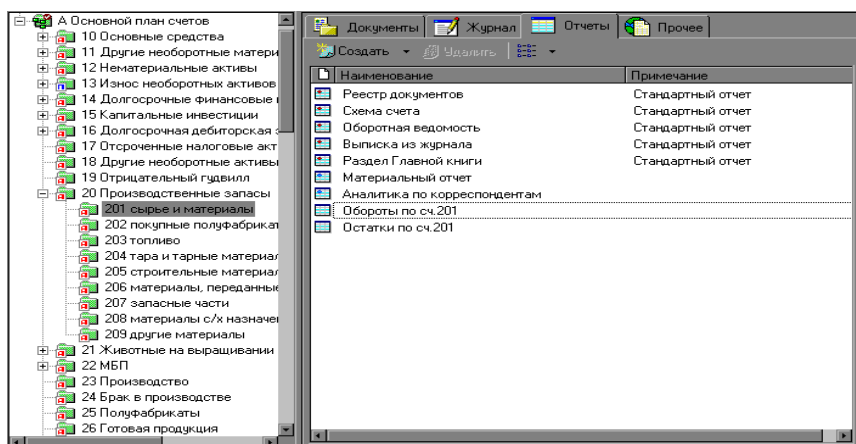 А Основной план счетов
10 Основные средства
11 Другие необоротные матери
12 Нематериальные активы
13 Износ необоротных активов
14 Долгосрочные финансовые
15 Капитальные инвестиции
16 Долгосрочная дебиторская з
17 Отсроченные налоговые акт
18 Другие необоротные активы
19 Отрицательный гудвилл
20 Производственные запасы
201 сырье и материалы
202 покупные полуфабрикат
203 топливо
204 тара и тарные материал
205 строительные материал
206 материалы, переданные
207 запасные части
208 материалы с/х назначен
209 другие материалы
21 Животные на выращивании
22 МБП
23 Производство
24 Брак в производстве
25 Полуфабрикаты
26 Готовая продукция
Документы Журнал Отчеты Прочее
Создать Удалить
Наименование Примечание
Реестр документов Стандартный отчет
Схема счета Стандартный отчет
Оборотная ведомость Стандартный отчет
Выписка из журнала Стандартный отчет
Раздел Главной книги Стандартный отчет
Материальный отчет
Аналитика по корреспондентам
Обороты по сч.201
Остатки по сч.201